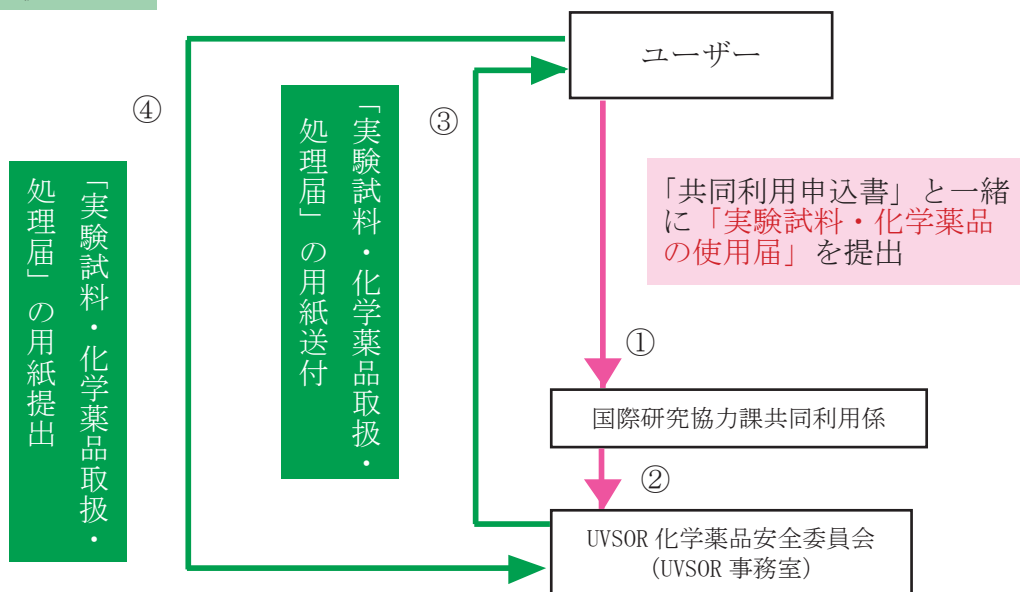 ユーザー
④
③
「実験試料・化学薬品取扱・
処理届」の用紙送付
「実験試料・化学薬品取扱・
処理届」の用紙提出
「共同利用申込書」と一緒
に「実験試料・化学薬品
の使用届」を提出
①
国際研究協力課共同利用係
②
UVSOR 化学薬品安全委員会
(UVSOR 事務室)